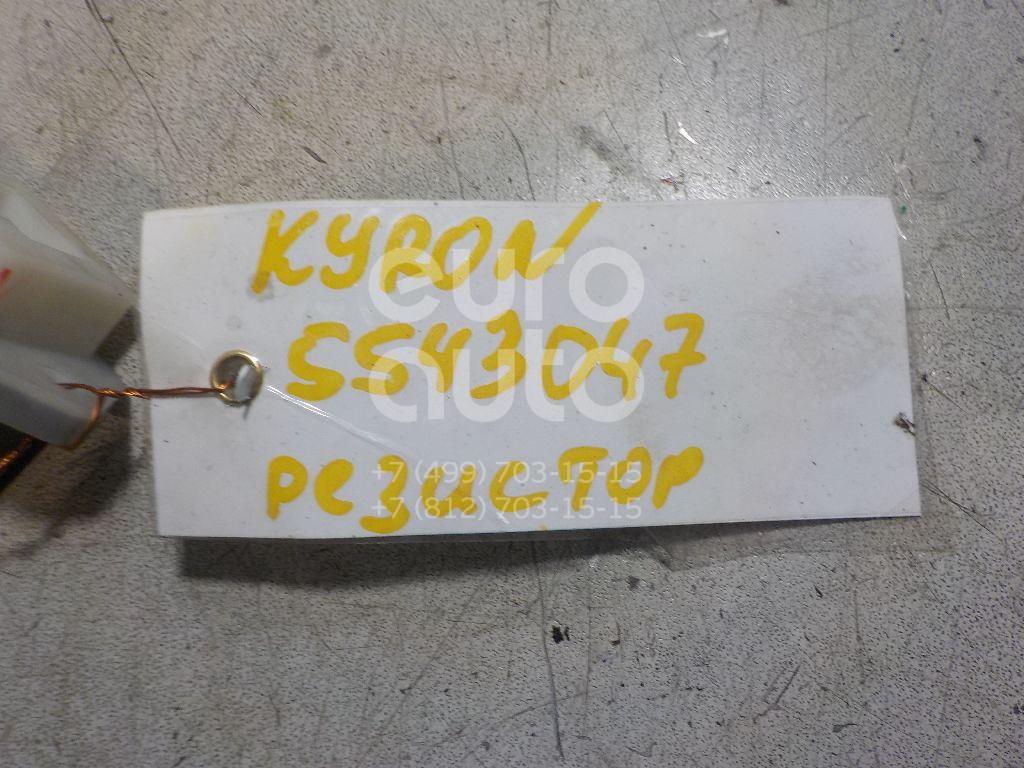 KYRON
euro
5543047
auto
резистор
+7 (499) 703-15-15
+7 (812) 703-15-15